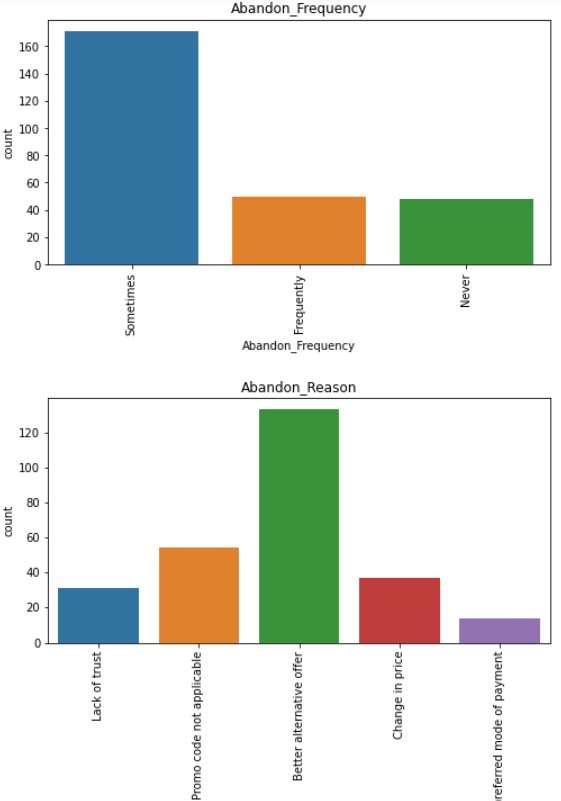 Abandon_Frequency
160
140
120
100
80
60
40
20
0
count
Sometimes
Frequently
Never
Abandon_Frequency
Abandon_Reason
120
100
80
60
40
20
0
count
Lack of trust
Promo code not applicable
Better alternative offer
Change in price
mode of payment